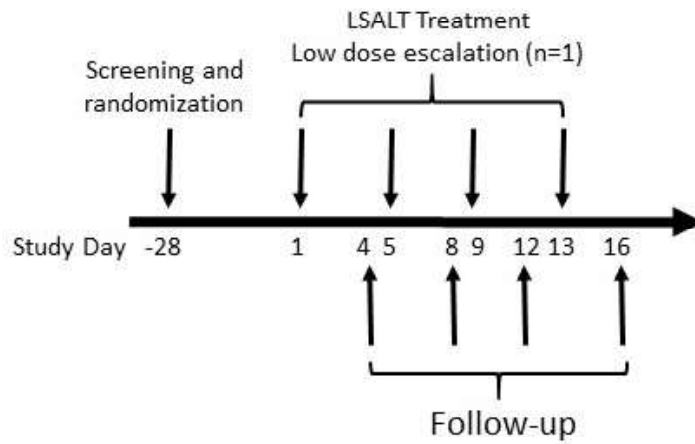 LSALT Treatment
Low dose escalation (n=1)
Screening and
randomization
Study Day -28 1 4 5 8 9 12 13 16
Follow-up